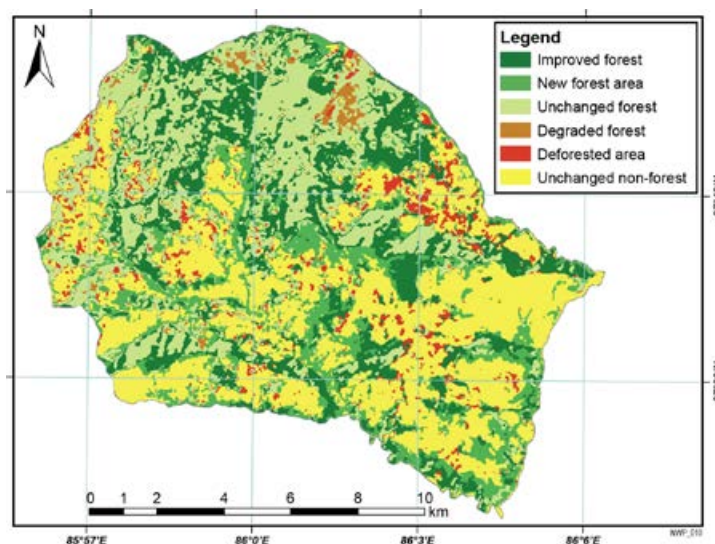 N
Legend
Improved forest
New forest area
Unchanged forest
Degraded forest
Deforested area
Unchanged non-forest
0 1 2 4 6 8 10
km
85°57'E 86°0'E 86°3'E 86°6'E